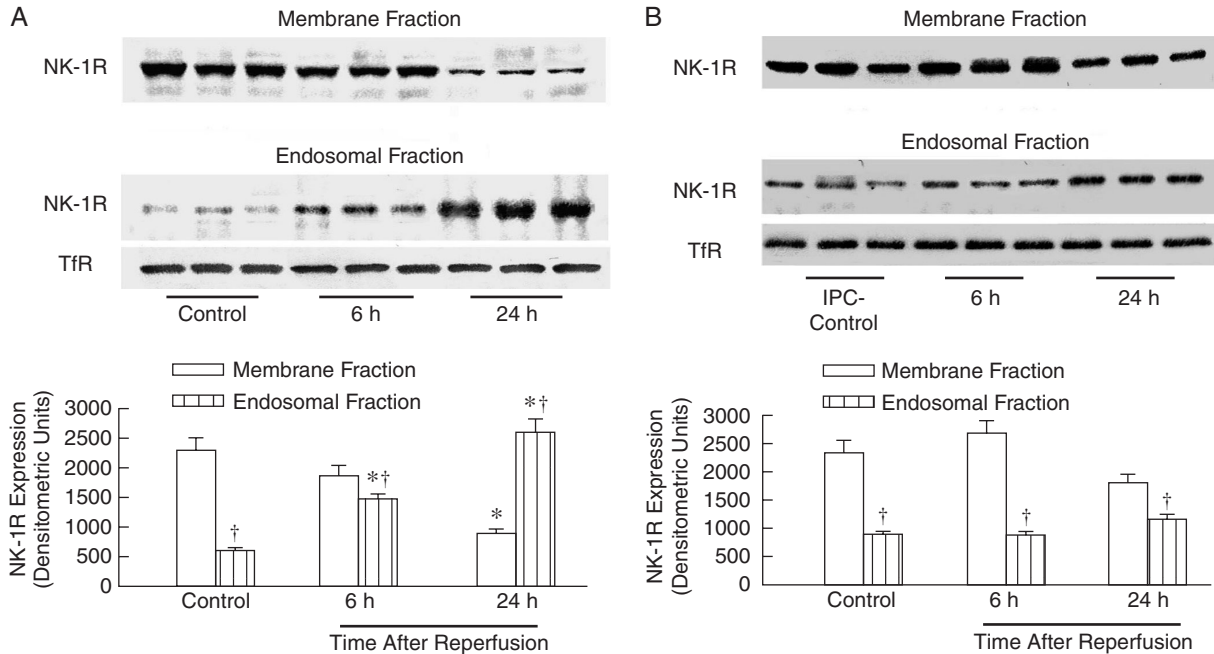 A
Membrane Fraction
NK-1R
Endosomal Fraction
NK-1R
TfR
Control
6 h
24 h
Membrane Fraction
Endosomal Fraction
NK-1R Expression
(Densitometric Units)
3000
2500
2000
1500
1000
500
0
†
*†
*
*†
Control
6 h
24 h
Time After Reperfusion
B
Membrane Fraction
NK-1R
Endosomal Fraction
NK-1R
TfR
IPC-
Control
6 h
24 h
Membrane Fraction
Endosomal Fraction
NK-1R Expression
(Densitometric Units)
3000
2500
2000
1500
1000
500
0
†
†
†
Control
6 h
24 h
Time After Reperfusion